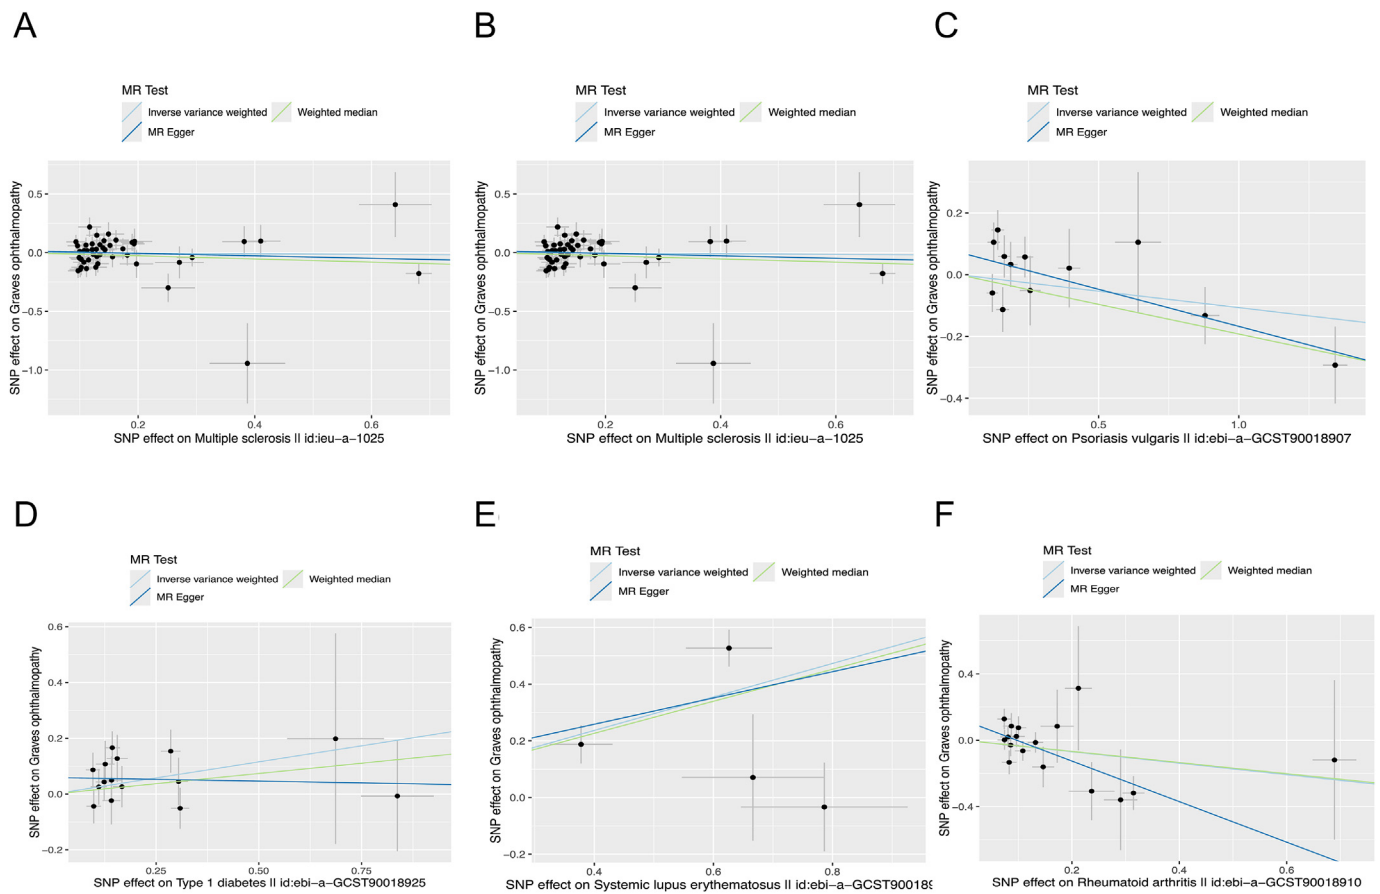 A
MR Test
Inverse variance weighted
Weighted median
MR Egger
SNP effect on Graves ophthalmopathy
0.5
0.0
−0.5
−1.0
0.2
0.4
0.6
SNP effect on Multiple sclerosis || id:ieu−a−1025
B
MR Test
Inverse variance weighted
Weighted median
MR Egger
SNP effect on Graves ophthalmopathy
0.5
0.0
−0.5
−1.0
0.2
0.4
0.6
SNP effect on Multiple sclerosis || id:ieu−a−1025
C
MR Test
Inverse variance weighted
Weighted median
MR Egger
SNP effect on Graves ophthalmopathy
0.2
0.0
−0.2
−0.4
0.5
1.0
SNP effect on Psoriasis vulgaris || id:ebi−a−GCST90018907
D
MR Test
Inverse variance weighted
Weighted median
MR Egger
SNP effect on Graves ophthalmopathy
0.6
0.4
0.2
0.0
−0.2
0.25
0.50
0.75
SNP effect on Type 1 diabetes || id:ebi−a−GCST90018925
E
MR Test
Inverse variance weighted
Weighted median
MR Egger
SNP effect on Graves ophthalmopathy
0.6
0.4
0.2
0.0
−0.2
0.4
0.6
0.8
SNP effect on Systemic lupus erythematosus || id:ebi−a−GCST900189
F
MR Test
Inverse variance weighted
Weighted median
MR Egger
SNP effect on Graves ophthalmopathy
0.4
0.0
−0.4
0.2
0.4
0.6
SNP effect on Rheumatoid arthritis || id:ebi−a−GCST90018910